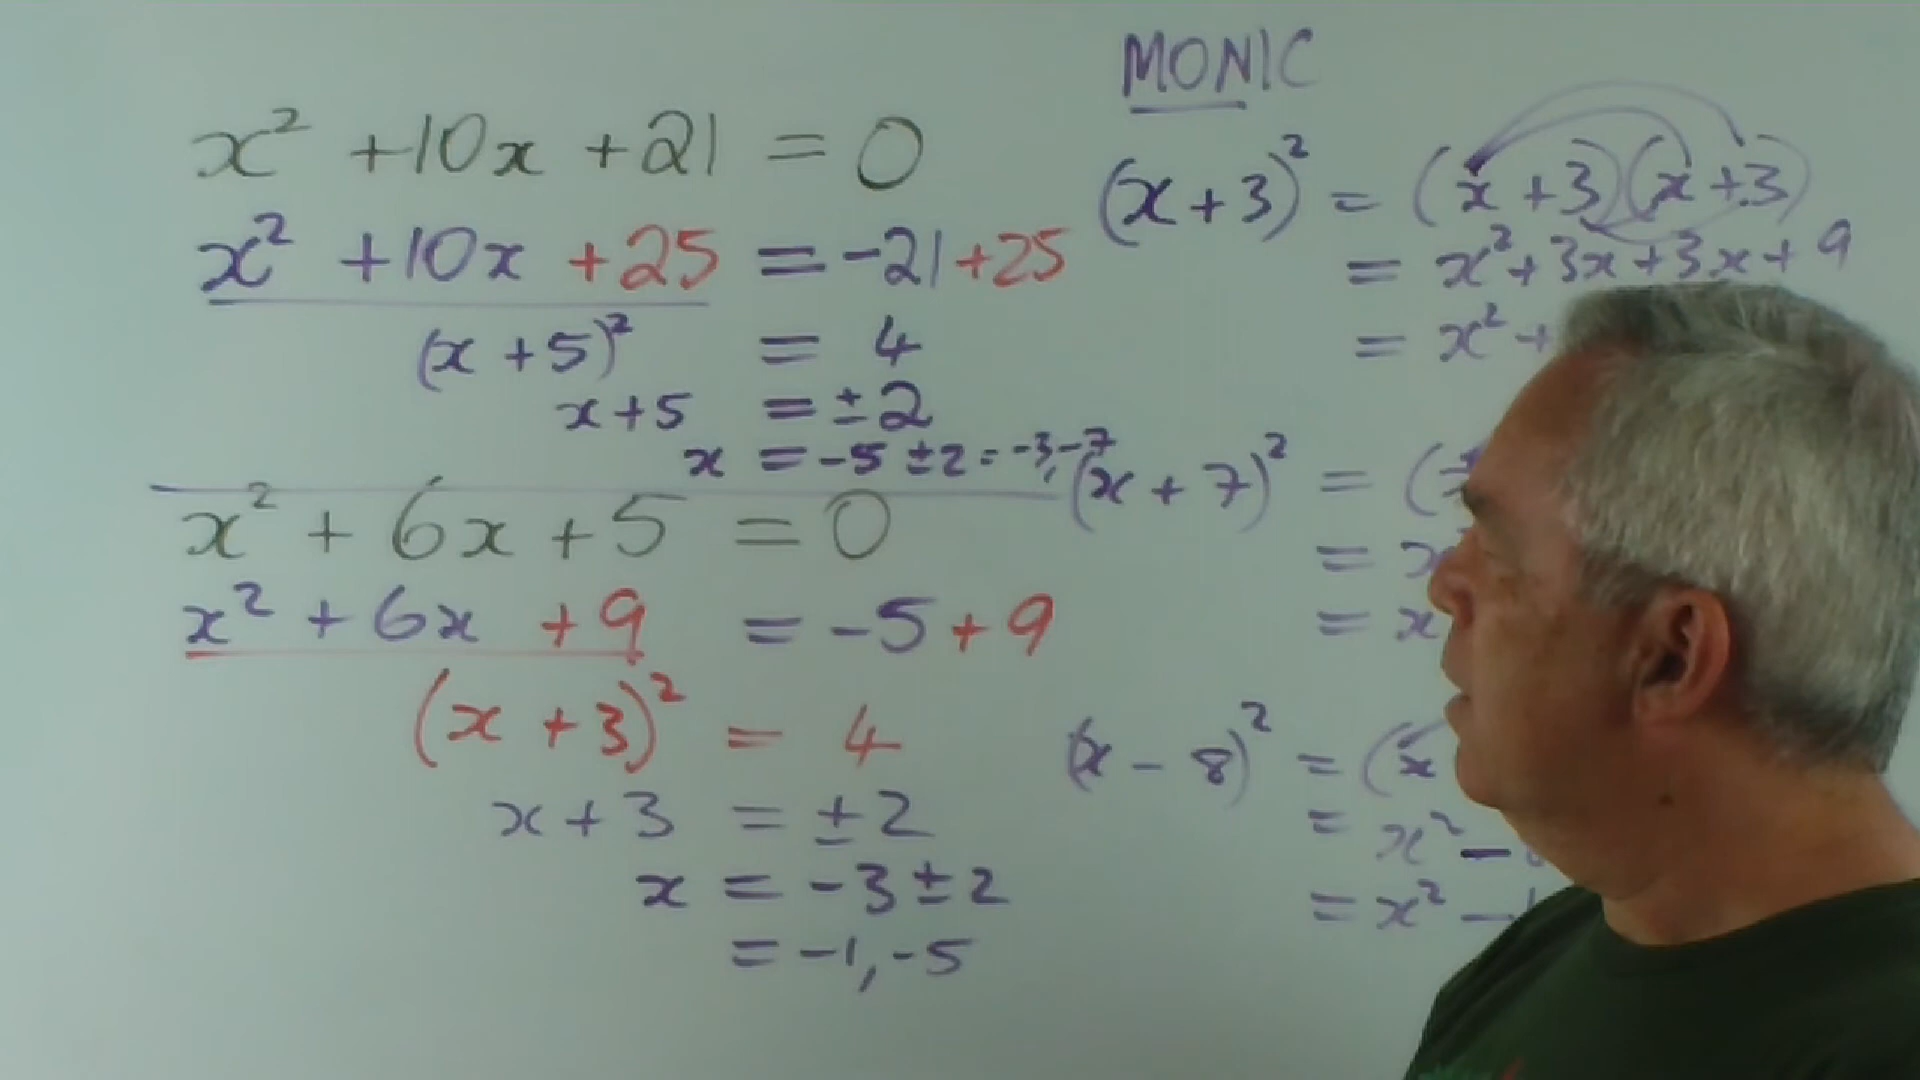 x² + 10x + 21 = 0
x² + 10x + 25 = -21 + 25
(x + 5)² = 4
x + 5 = ± 2
x = -5 ± 2 = -3, -7
x² + 6x + 5 = 0
x² + 6x + 9 = -5 + 9
(x + 3)² = 4
x + 3 = ± 2
x = -3 ± 2
= -1, -5
MONIC
(x + 3)² = (x + 3)(x + 3)
= x² + 3x + 3x + 9
= x² +
(x + 7)² = (
= x
= x
(x - 8)² = (x
= x² -
= x² -